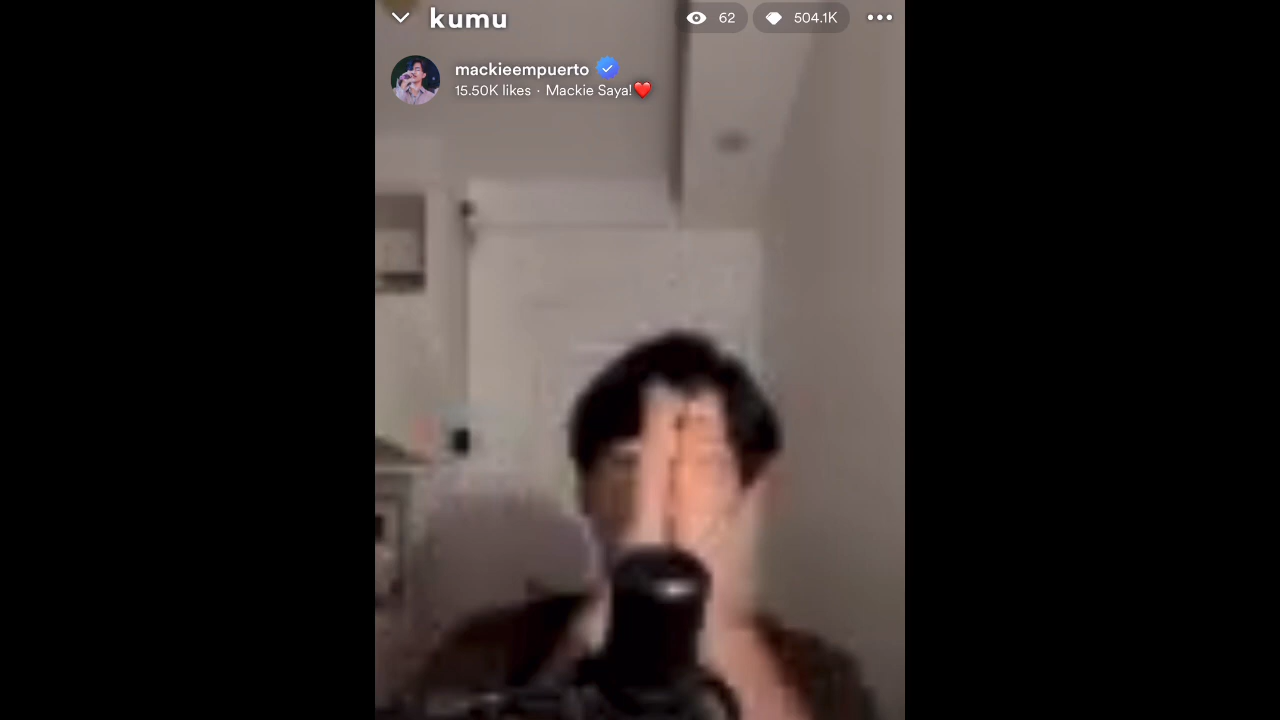 kumu
62
504.1K
mackieempuerto
15.50K likes · Mackie Saya!❤️